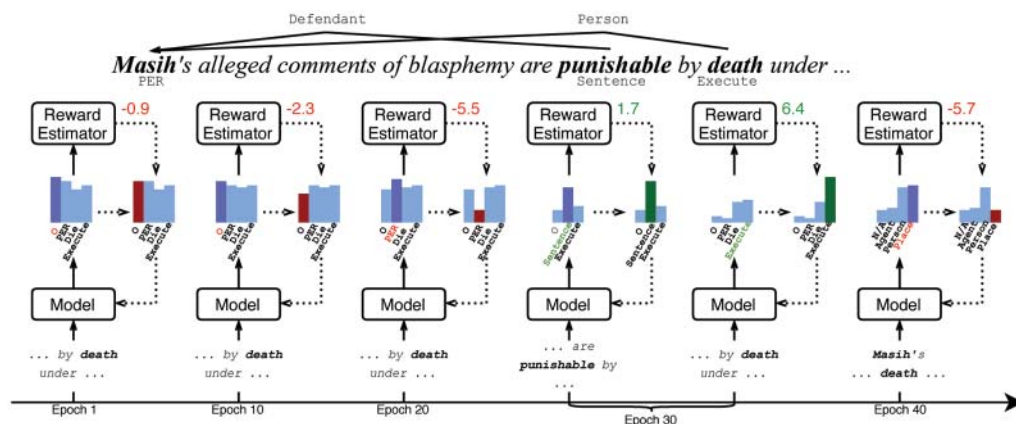 Defendant Person
Masih's alleged comments of blasphemy are punishable by death under ...
PER Sentence Execute
Reward Estimator -0.9
Reward Estimator -2.3
Reward Estimator -5.5
Reward Estimator 1.7
Reward Estimator 6.4
Reward Estimator -5.7
O PER Die Execute
O PER Die Execute
O PER Die Execute
O PER Die Execute
O PER Die Execute
O PER Die Execute
O Sentence Execute
O Sentence Execute
O PER Die Execute
O PER Die Execute
N/A Agent Person Place
N/A Agent Person Place
Model Model Model Model Model Model
... by death
under ...
... by death
under ...
... by death
under ...
... are
punishable by
...
... by death
under ...
Masih's
... death ...
Epoch 1 Epoch 10 Epoch 20 Epoch 30 Epoch 40